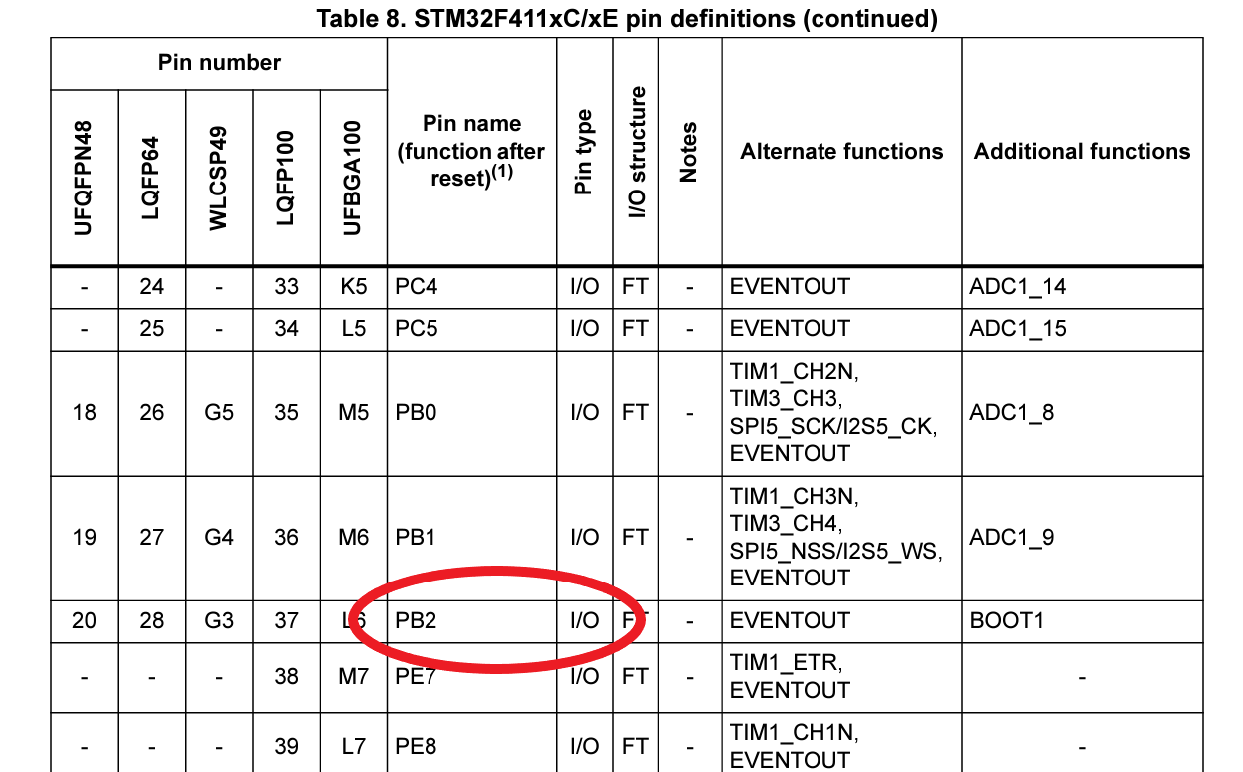 Table 8. STM32F411xC/xE pin definitions (continued)
Pin number
UFQFPN48
LQFP64
WLCSP49
LQFP100
UFBGA100
Pin name
(function after
reset)(1)
Pin type
I/O structure
Notes
Alternate functions
Additional functions
- 24 - 33 K5 PC4 I/O FT - EVENTOUT ADC1_14
- 25 - 34 L5 PC5 I/O FT - EVENTOUT ADC1_15
TIM1_CH2N,
TIM3_CH3,
18 26 G5 35 M5 PB0 I/O FT - SPI5_SCK/I2S5_CK, ADC1_8
EVENTOUT
TIM1_CH3N,
TIM3_CH4,
19 27 G4 36 M6 PB1 I/O FT - SPI5_NSS/I2S5_WS, ADC1_9
EVENTOUT
20 28 G3 37 L6 PB2 I/O FT - EVENTOUT BOOT1
- - - 38 M7 PE7 I/O FT - TIM1_ETR, -
EVENTOUT
- - - 39 L7 PE8 I/O FT - TIM1_CH1N, -
EVENTOUT